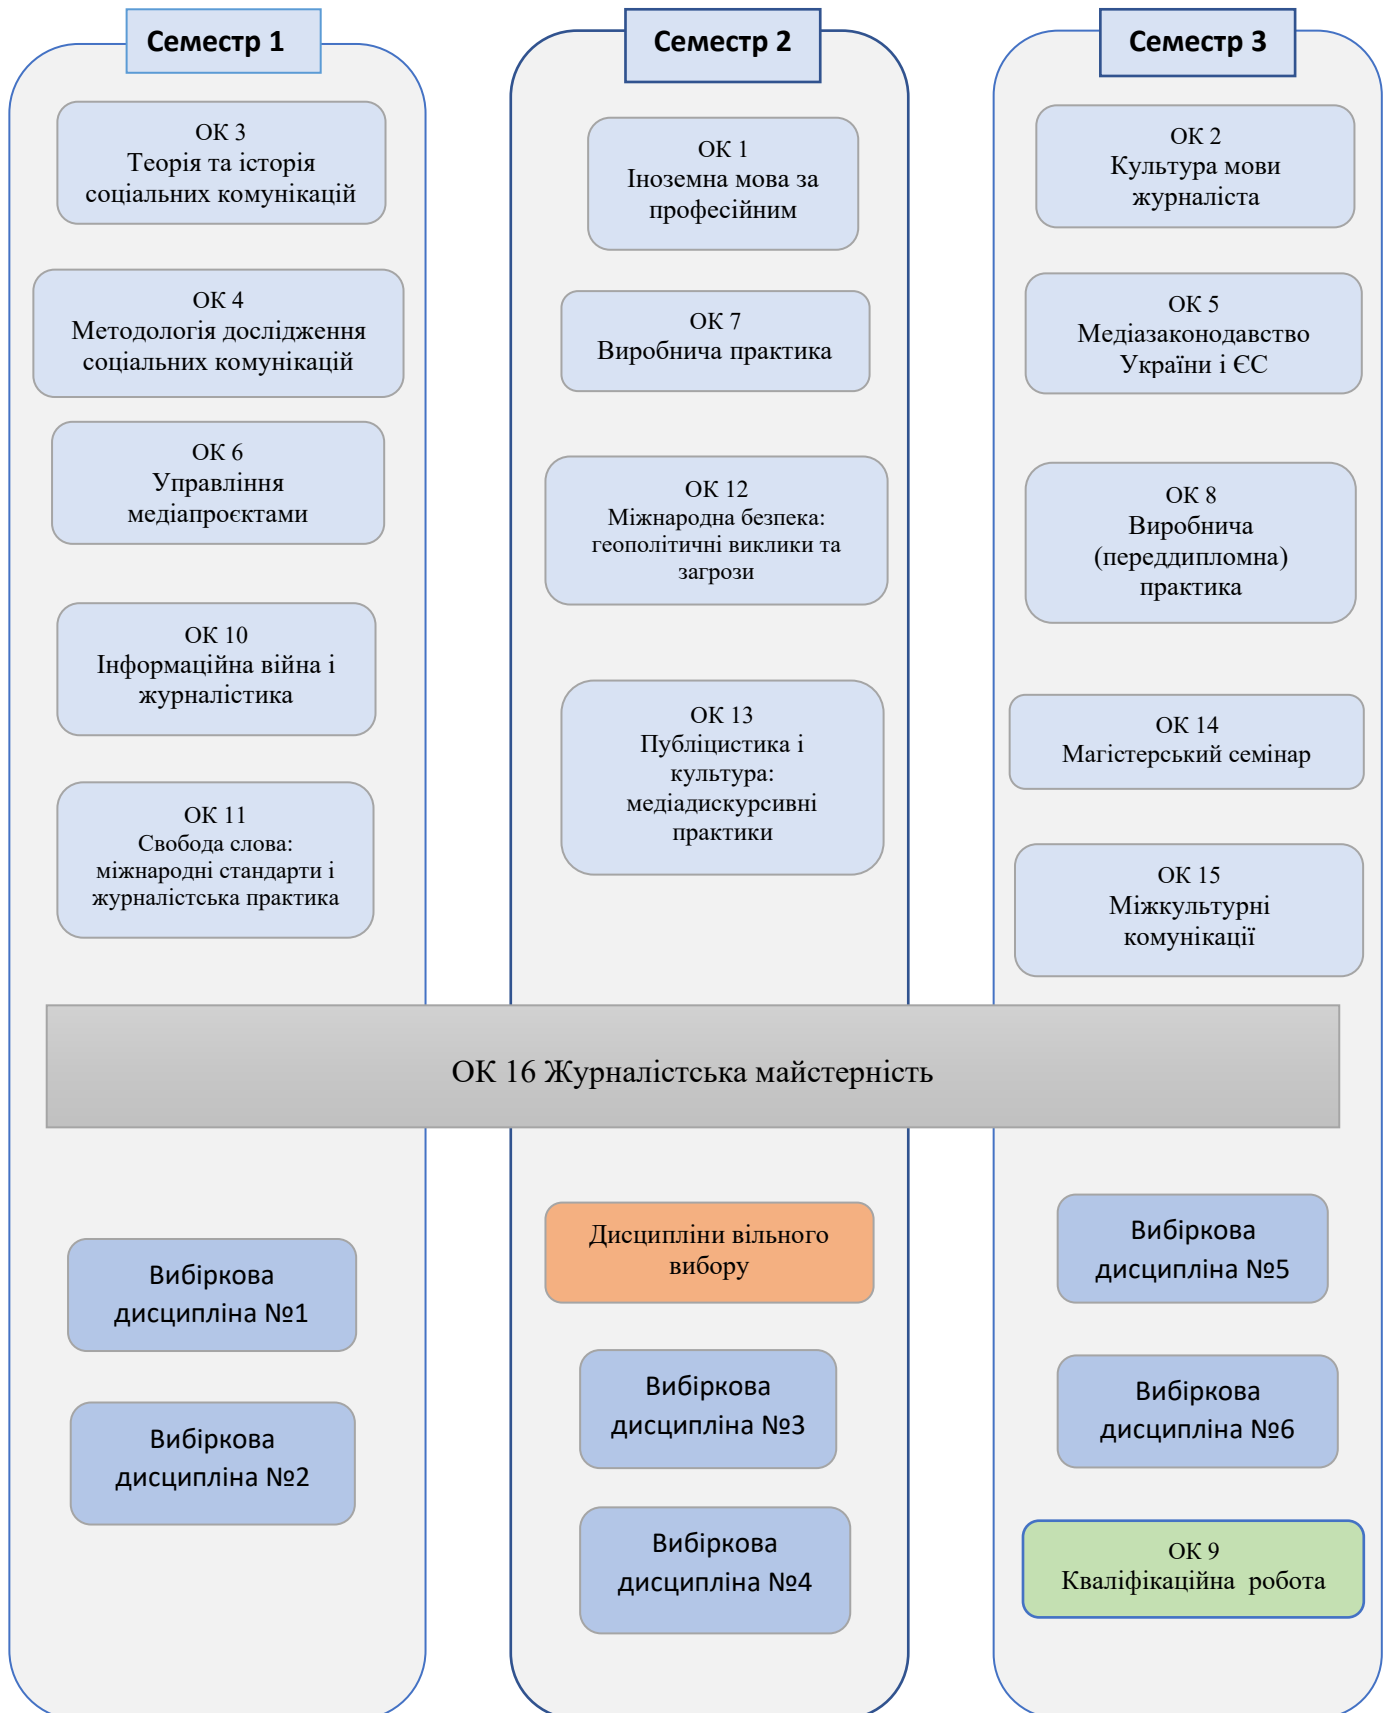 Семестр 1
ОК 3
Теорія та історія
соціальних комунікацій
ОК 4
Методологія дослідження
соціальних комунікацій
ОК 6
Управління
медіапроєктами
ОК 10
Інформаційна війна і
журналістика
ОК 11
Свобода слова:
міжнародні стандарти і
журналістська практика
Семестр 2
ОК 1
Іноземна мова за
професійним
ОК 7
Виробнича практика
ОК 12
Міжнародна безпека:
геополітичні виклики та
загрози
ОК 13
Публіцистика і
культура:
медіадискурсивні
практики
Семестр 3
ОК 2
Культура мови
журналіста
ОК 5
Медіазаконодавство
України і ЄС
ОК 8
Виробнича
(переддипломна)
практика
ОК 14
Магістерський семінар
ОК 15
Міжкультурні
комунікації
ОК 16 Журналістська майстерність
Вибіркова
дисципліна №1
Вибіркова
дисципліна №2
Дисципліни вільного
вибору
Вибіркова
дисципліна №3
Вибіркова
дисципліна №4
Вибіркова
дисципліна №5
Вибіркова
дисципліна №6
ОК 9
Кваліфікаційна робота